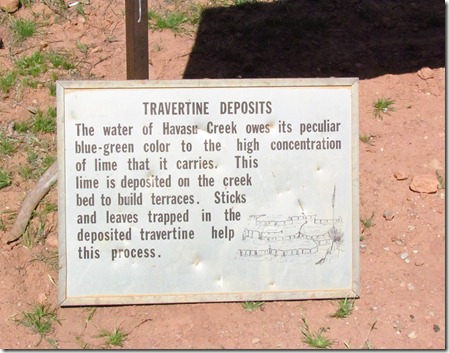 TRAVERTINE DEPOSITS
The water of Havasu Creek owes its peculiar
blue-green color to the high concentration
of lime that it carries. This
lime is deposited on the creek
bed to build terraces. Sticks
and leaves trapped in the
deposited travertine help
this process.